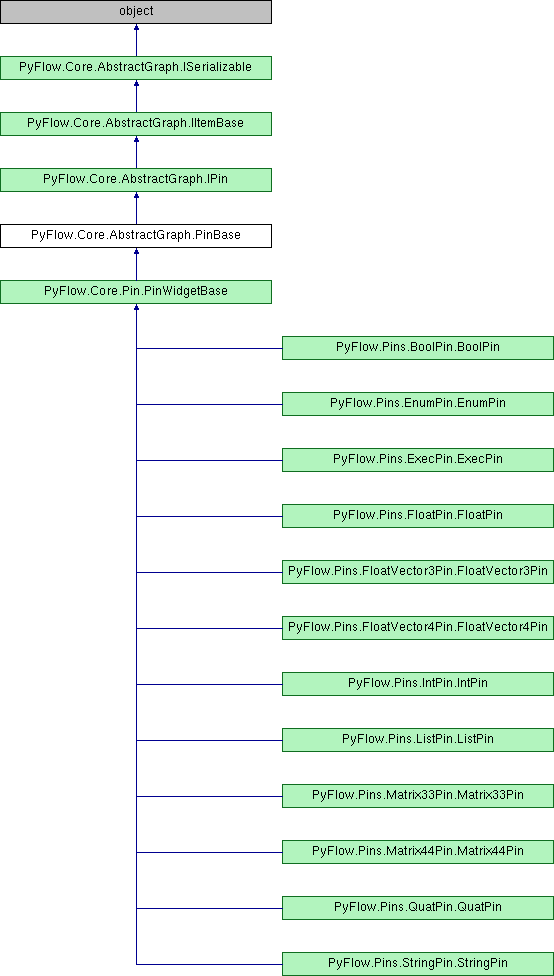 object
PyFlow.Core.AbstractGraph.ISerializable
PyFlow.Core.AbstractGraph.IItemBase
PyFlow.Core.AbstractGraph.IPin
PyFlow.Core.AbstractGraph.PinBase
PyFlow.Core.Pin.PinWidgetBase
PyFlow.Pins.BoolPin.BoolPin
PyFlow.Pins.EnumPin.EnumPin
PyFlow.Pins.ExecPin.ExecPin
PyFlow.Pins.FloatPin.FloatPin
PyFlow.Pins.FloatVector3Pin.FloatVector3Pin
PyFlow.Pins.FloatVector4Pin.FloatVector4Pin
PyFlow.Pins.IntPin.IntPin
PyFlow.Pins.ListPin.ListPin
PyFlow.Pins.Matrix33Pin.Matrix33Pin
PyFlow.Pins.Matrix44Pin.Matrix44Pin
PyFlow.Pins.QuatPin.QuatPin
PyFlow.Pins.StringPin.StringPin